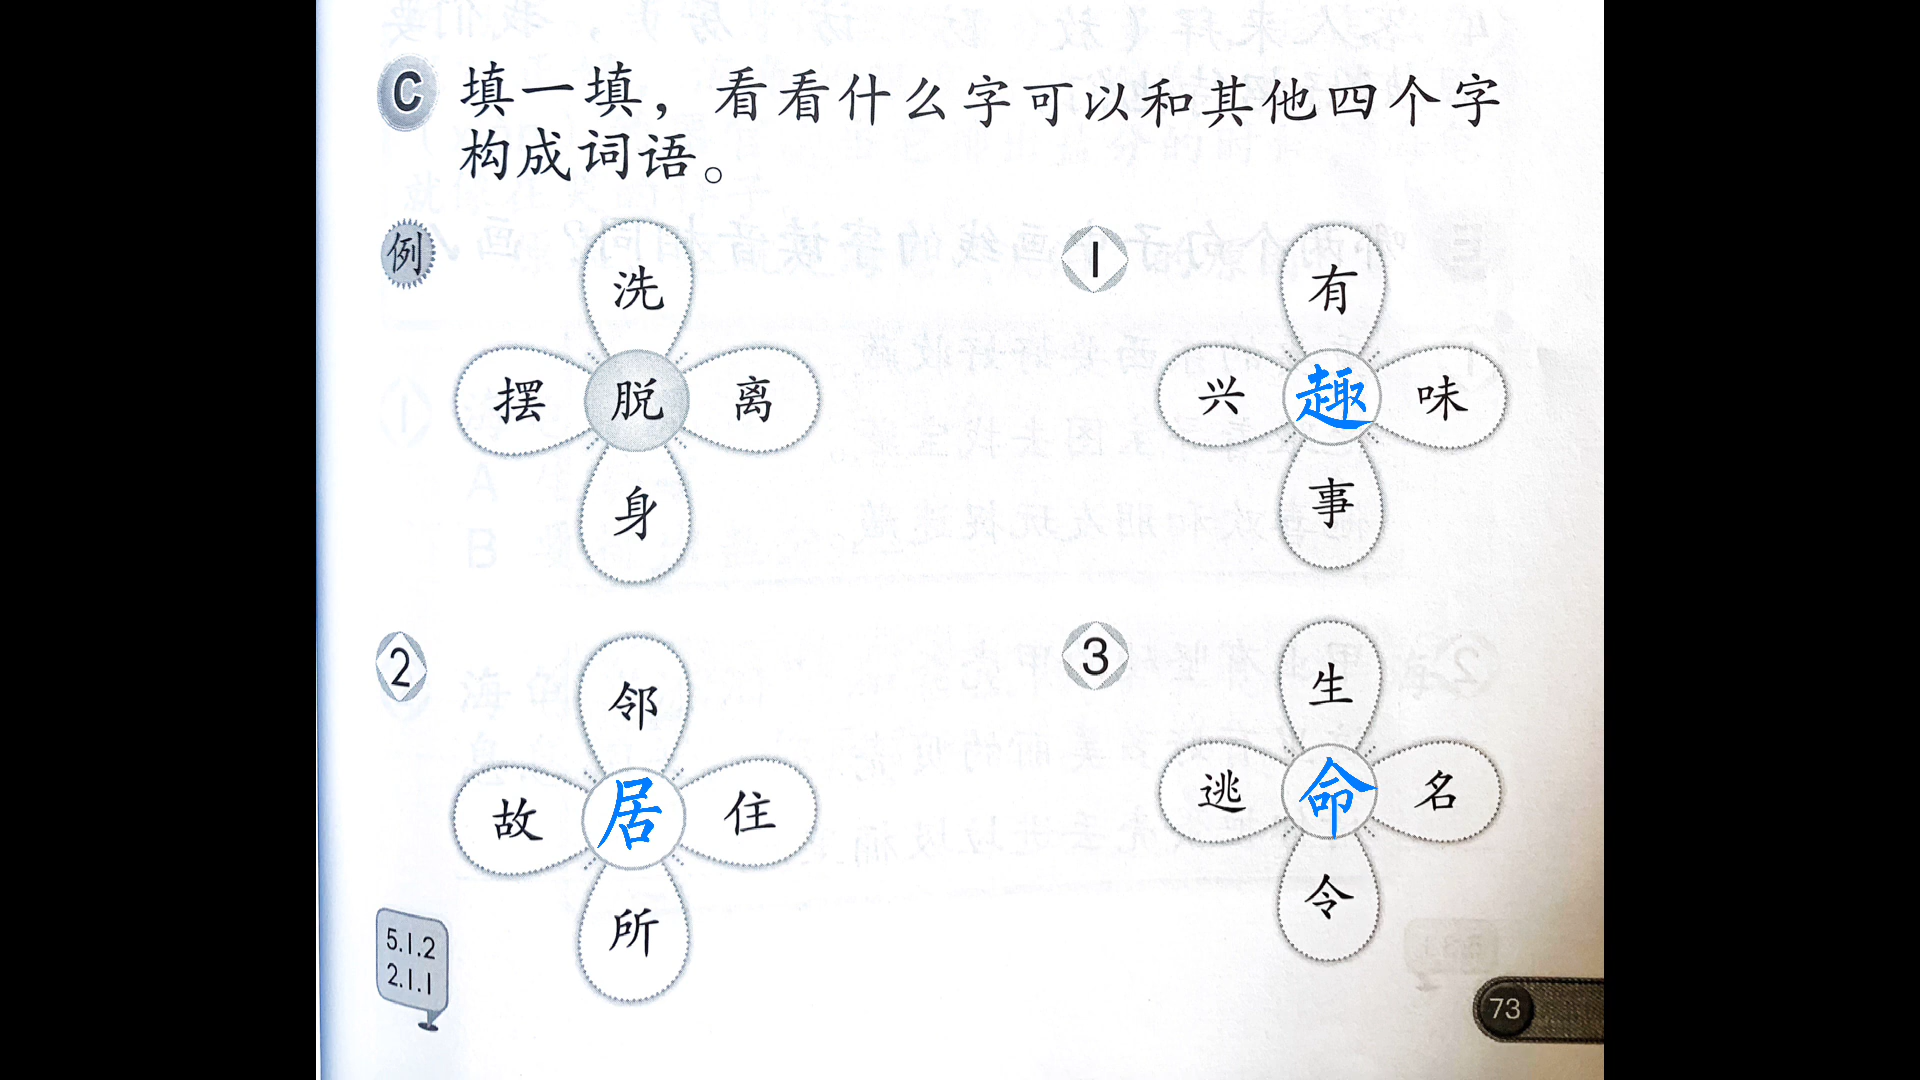 C 填一填，看看什么字可以和其他四个字
构成词语。
例
洗
摆 脱 离
身
1
有
兴 趣 味
事
2
邻
故 居 住
所
3
生
逃 命 名
令
5.1.2
2.1.1
73